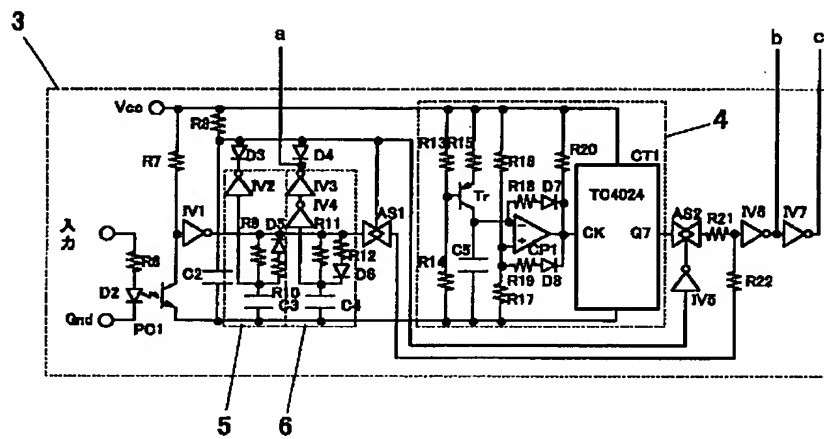 3
a
b
c
Vcc
R8
D3
D4
4
R7
IV2
IV3
IV4
R13
R15
R16
R20
CT1
Tr
R18
D7
TC4024
入力
IV1
R9
D5
R11
AS1
CP1
CK
Q7
AS2
R21
IV6
IV7
R6
C2
R12
D6
R14
C5
R19
D8
R22
D2
R10
C3
C4
R17
IV5
Gnd
PC1
5
6